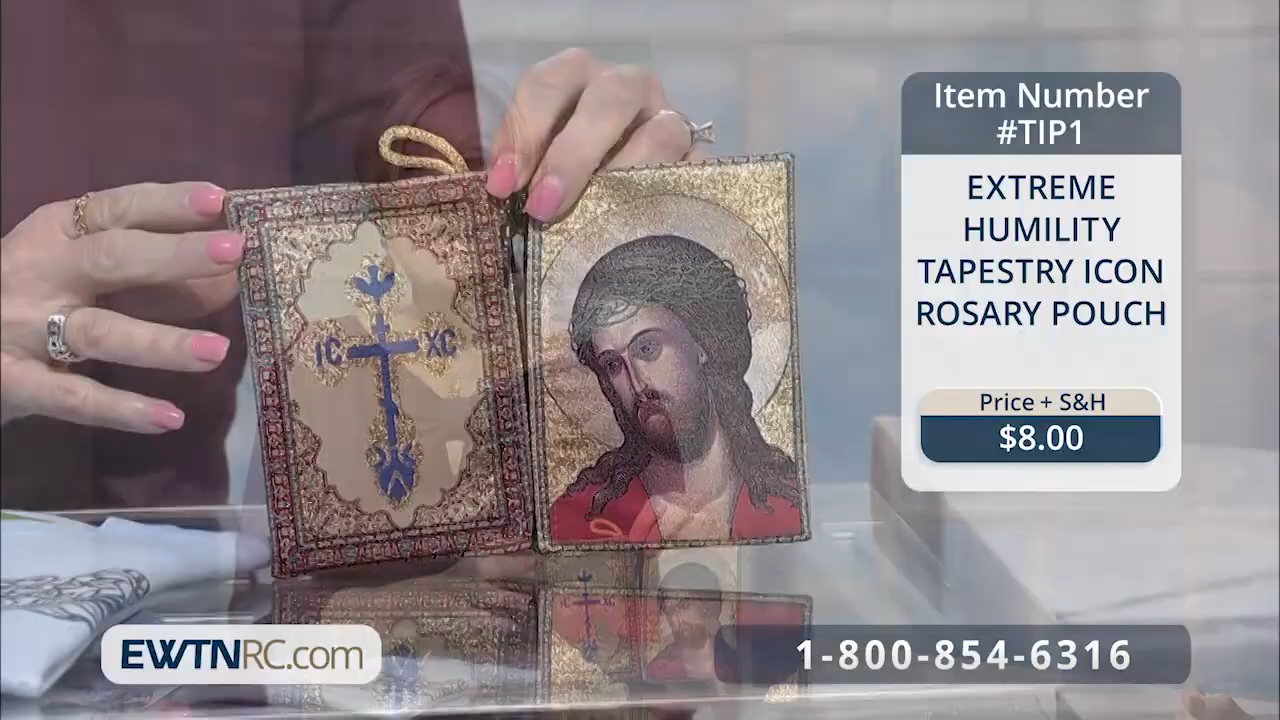 Item Number
#TIP1
EXTREME
HUMILITY
TAPESTRY ICON
ROSARY POUCH
Price + S&H
$8.00
IC XC
EWTNRC.com
1-800-854-6316